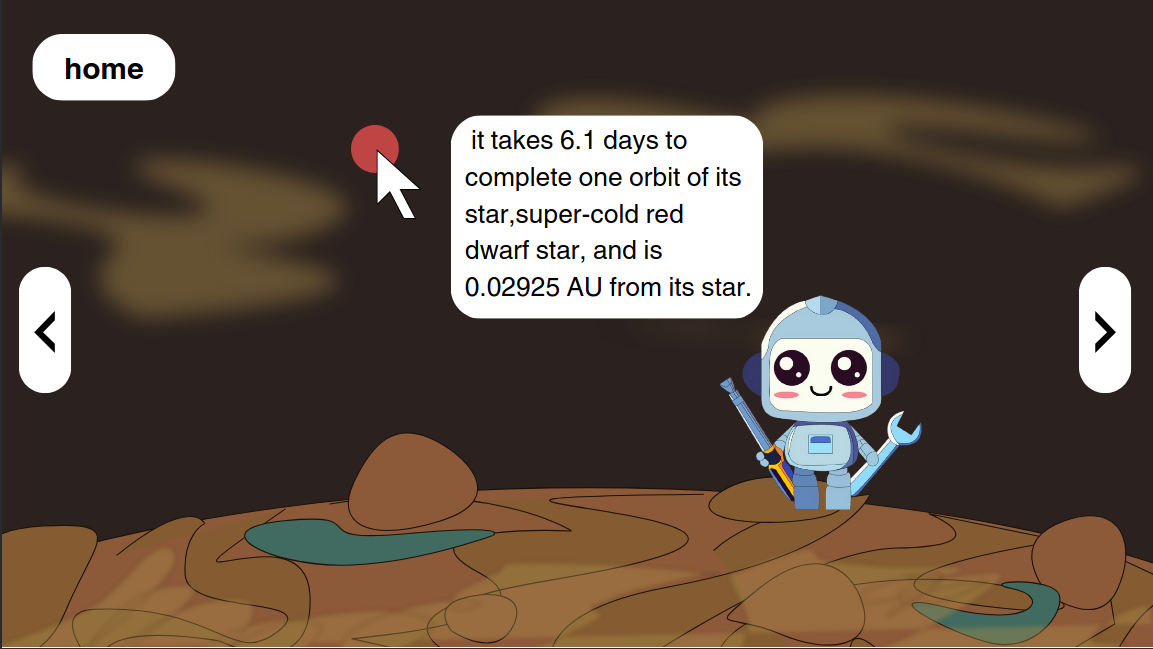 home
it takes 6.1 days to
complete one orbit of its
star,super-cold red
dwarf star, and is
0.02925 AU from its star.